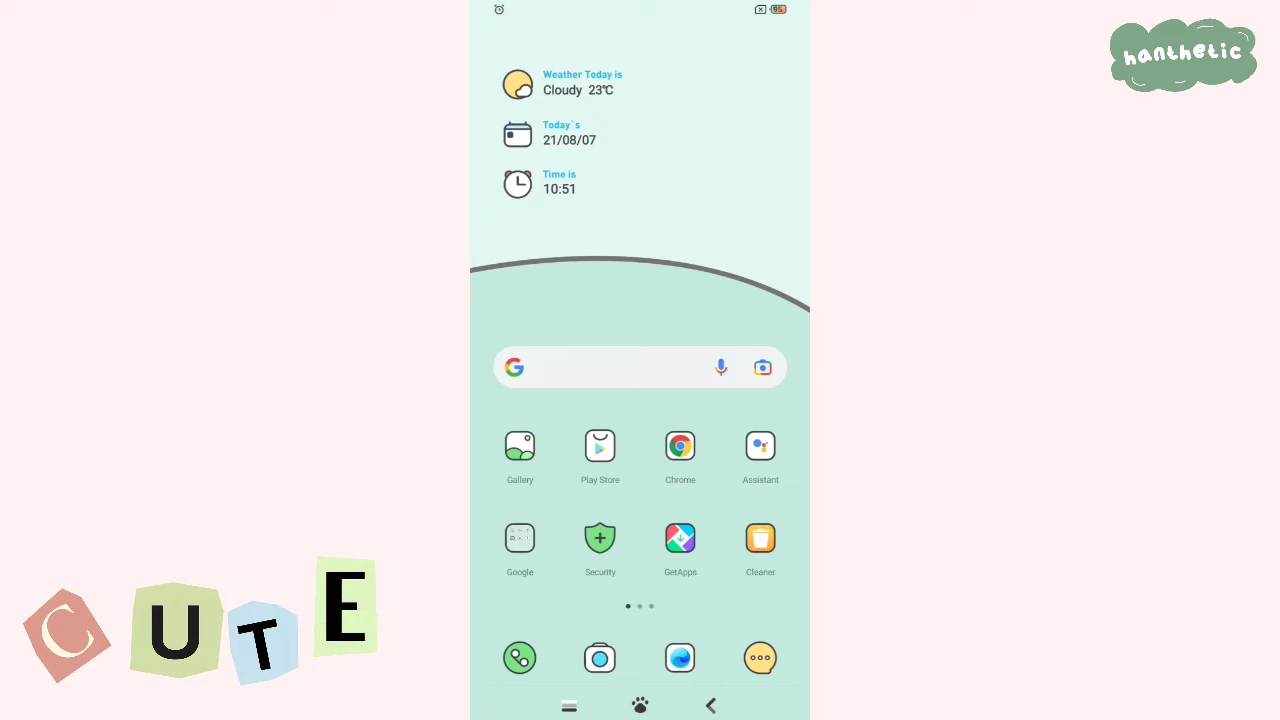 95
hanthetic
Weather Today is
Cloudy 23℃
Today`s
21/08/07
Time is
10:51
Gallery Play Store Chrome Assistant
Google Security GetApps Cleaner
CUTE